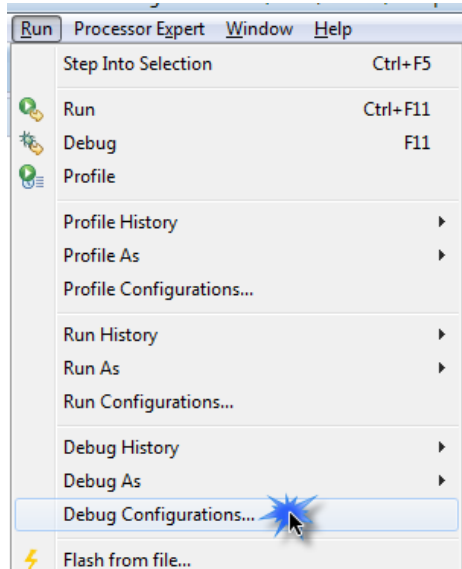 Run Processor Expert Window Help
Step Into Selection Ctrl+F5
Run Ctrl+F11
Debug F11
Profile
Profile History
Profile As
Profile Configurations...
Run History
Run As
Run Configurations...
Debug History
Debug As
Debug Configurations...
Flash from file...